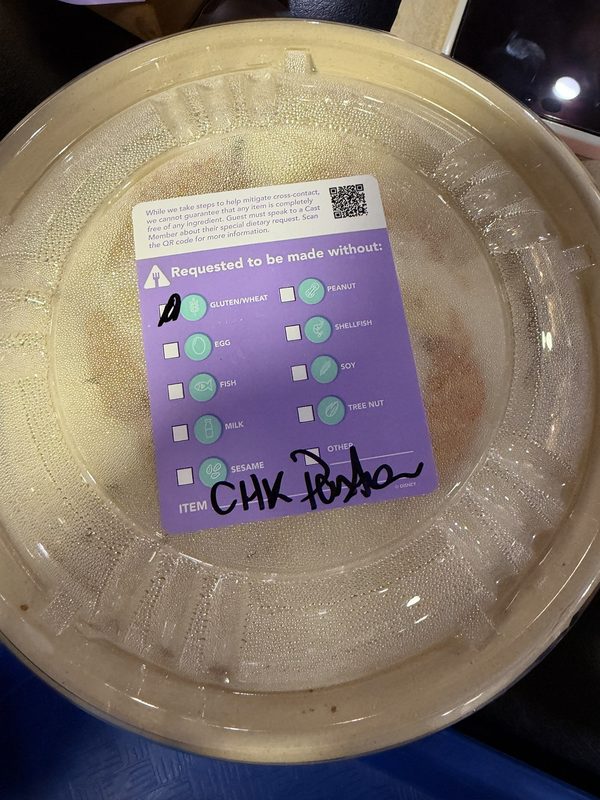 While we take steps to help mitigate cross-contact,
we cannot guarantee that any item is completely
free of any ingredient. Guest must speak to a Cast
Member about their special dietary request. Scan
the QR code for more information.
Requested to be made without:
GLUTEN/WHEAT
PEANUT
EGG
SHELLFISH
FISH
SOY
MILK
TREE NUT
SESAME
OTHER
ITEM CHK Pasta
© DISNEY